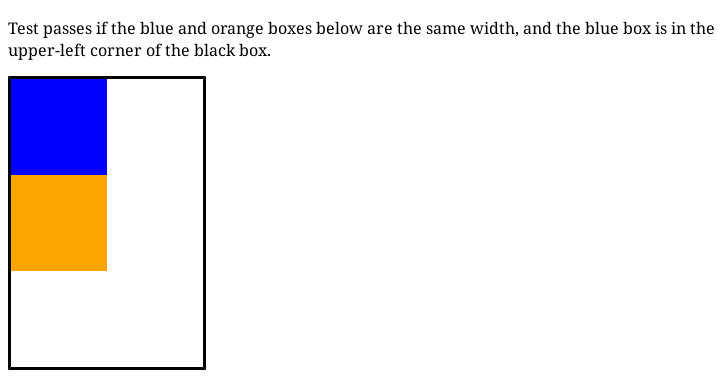 Test passes if the blue and orange boxes below are the same width, and the blue box is in the
upper-left corner of the black box.